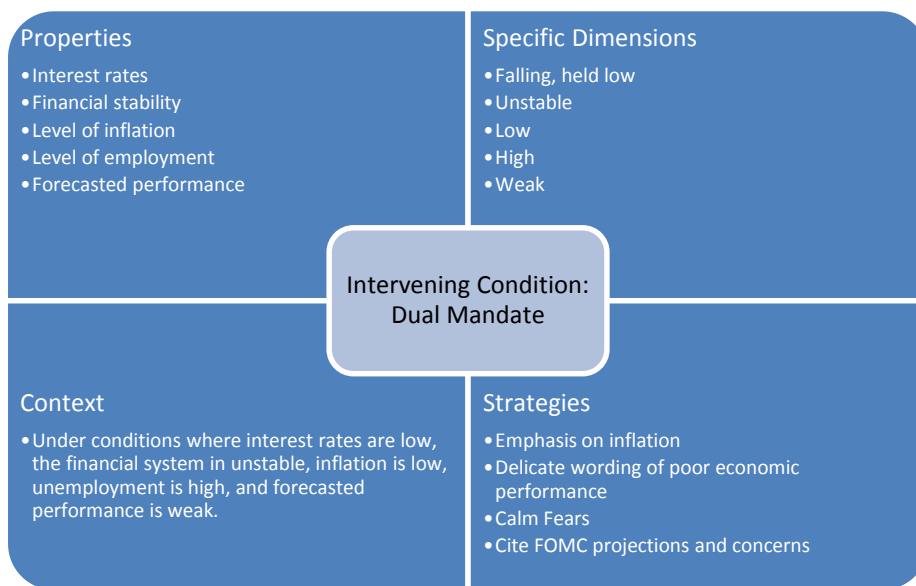 Properties
•Interest rates
•Financial stability
•Level of inflation
•Level of employment
•Forecasted performance
Specific Dimensions
•Falling, held low
•Unstable
•Low
•High
•Weak
Intervening Condition:
Dual Mandate
Context
•Under conditions where interest rates are low,
the financial system in unstable, inflation is low,
unemployment is high, and forecasted
performance is weak.
Strategies
•Emphasis on inflation
•Delicate wording of poor economic
performance
•Calm Fears
•Cite FOMC projections and concerns